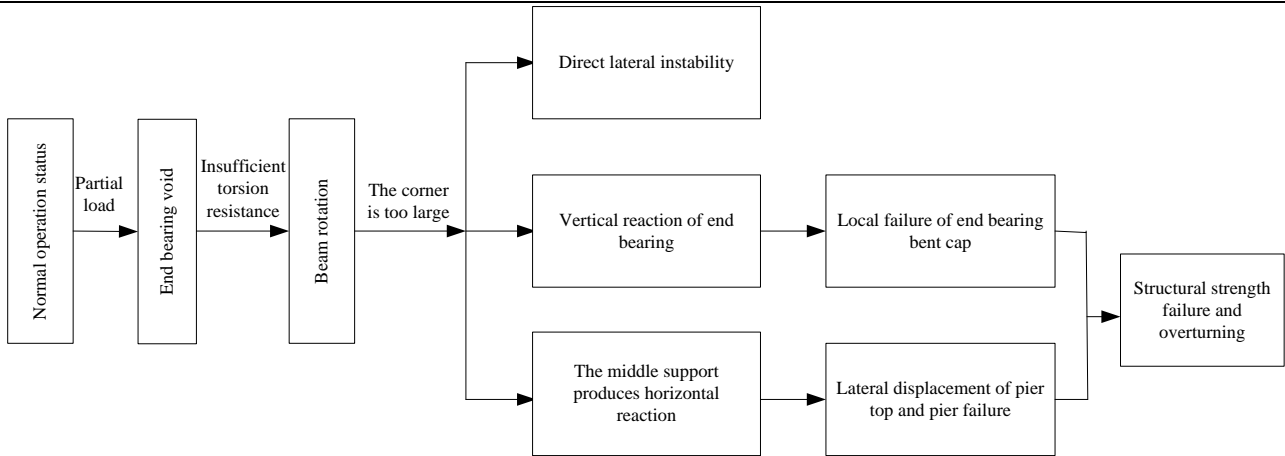 Normal operation status
Partial
load
End bearing void
Insufficient
torsion
resistance
Beam rotation
The corner
is too large
Direct lateral instability
Vertical reaction of end
bearing
Local failure of end bearing
bent cap
The middle support
produces horizontal
reaction
Lateral displacement of pier
top and pier failure
Structural strength
failure and
overturning